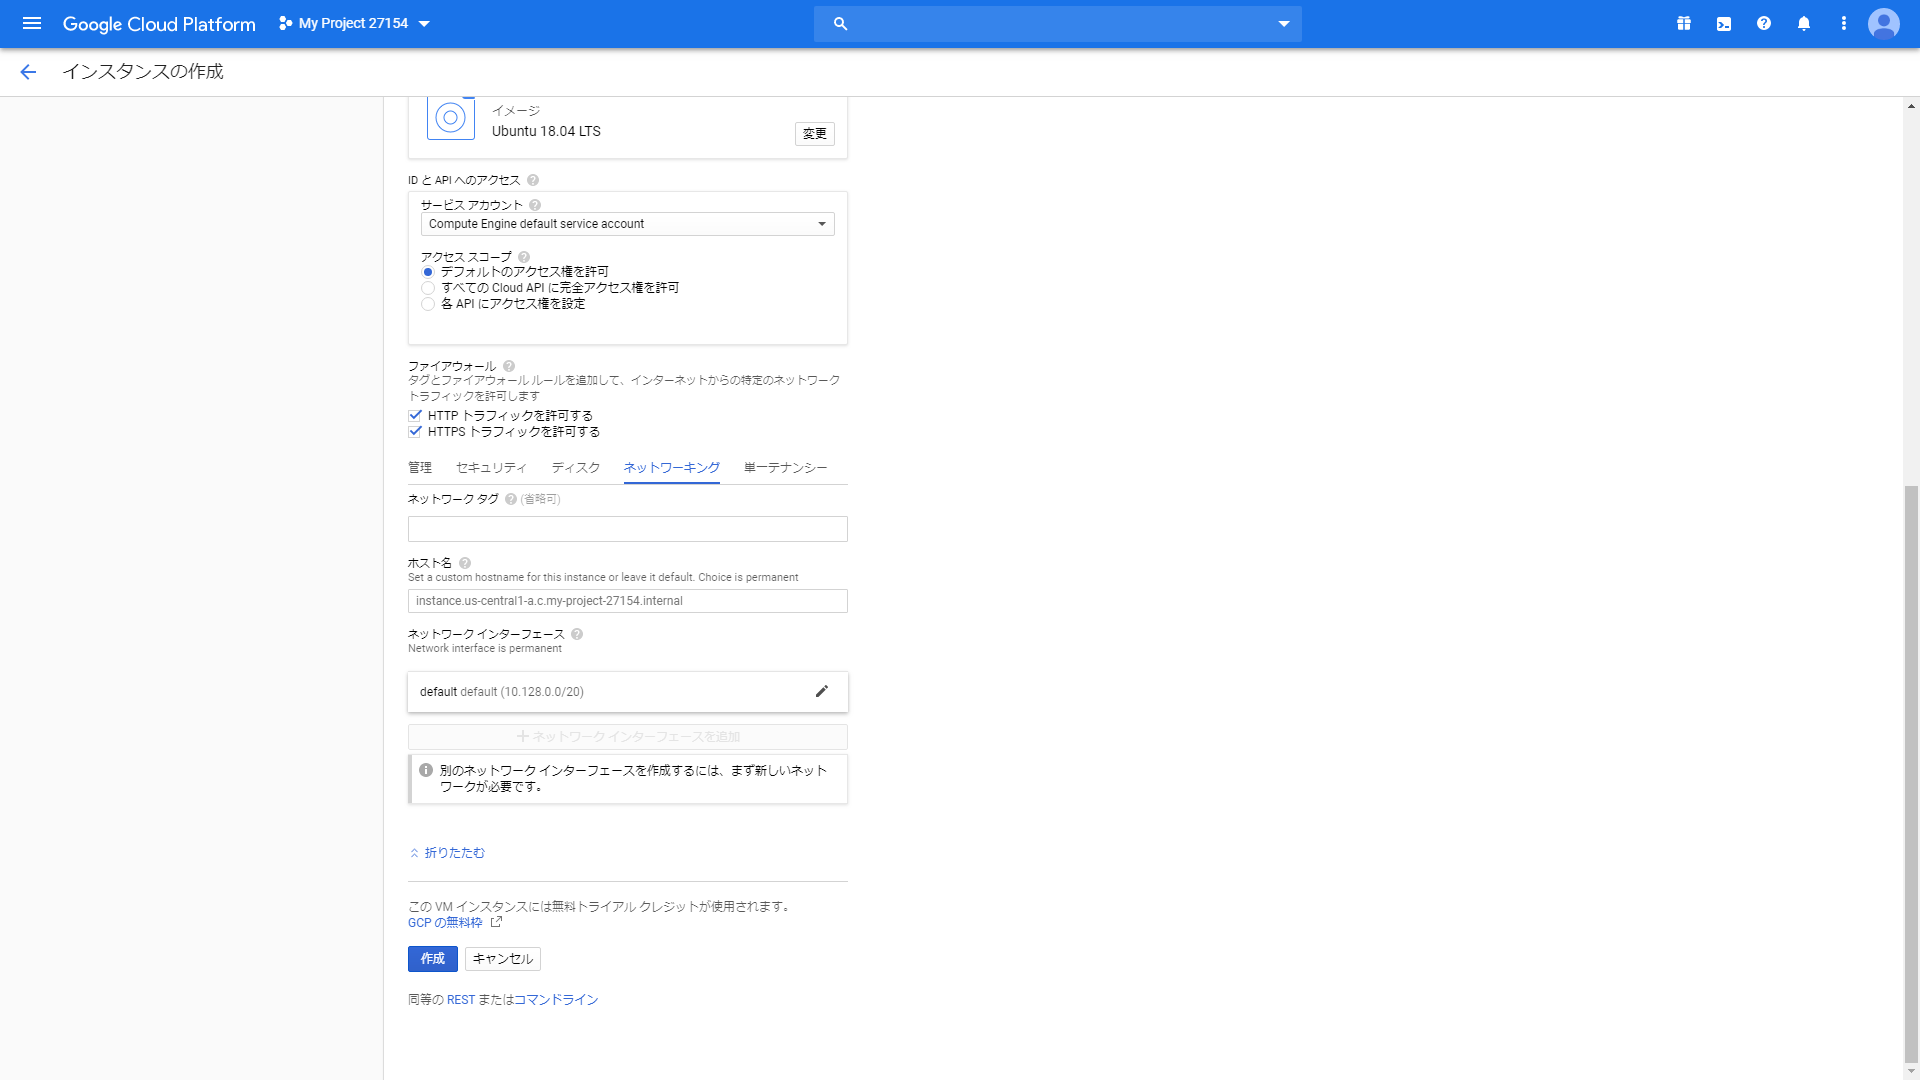 Google Cloud Platform
My Project 27154
インスタンスの作成
イメージ
Ubuntu 18.04 LTS
変更
ID と API へのアクセス
サービス アカウント
Compute Engine default service account
アクセス スコープ
デフォルトのアクセス権を許可
すべての Cloud API に完全アクセス権を許可
各 API にアクセス権を設定
ファイアウォール
タグとファイアウォール ルールを追加して、インターネットからの特定のネットワーク
トラフィックを許可します
HTTP トラフィックを許可する
HTTPS トラフィックを許可する
管理 セキュリティ ディスク ネットワーキング 単一テナンシー
ネットワーク タグ (省略可)
ホスト名
Set a custom hostname for this instance or leave it default. Choice is permanent
instance.us-central1-a.c.my-project-27154.internal
ネットワーク インターフェース
Network interface is permanent
default default (10.128.0.0/20)
ネットワーク インターフェースを追加
別のネットワーク インターフェースを作成するには、まず新しいネット
ワークが必要です。
折りたたむ
この VM インスタンスには無料トライアル クレジットが使用されます。
GCP の無料枠
作成 キャンセル
同等の REST またはコマンドライン